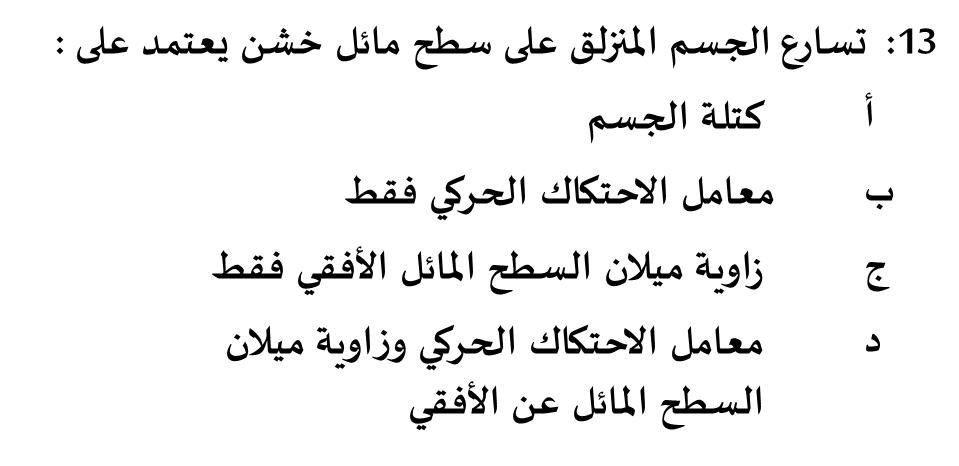 13: تسارع الجسم المنزلق على سطح مائل خشن يعتمد على :
أ كتلة الجسم
ب معامل الاحتكاك الحركي فقط
ج زاوية ميلان السطح المائل الأفقي فقط
د معامل الاحتكاك الحركي وزاوية ميلان
السطح المائل عن الأفقي